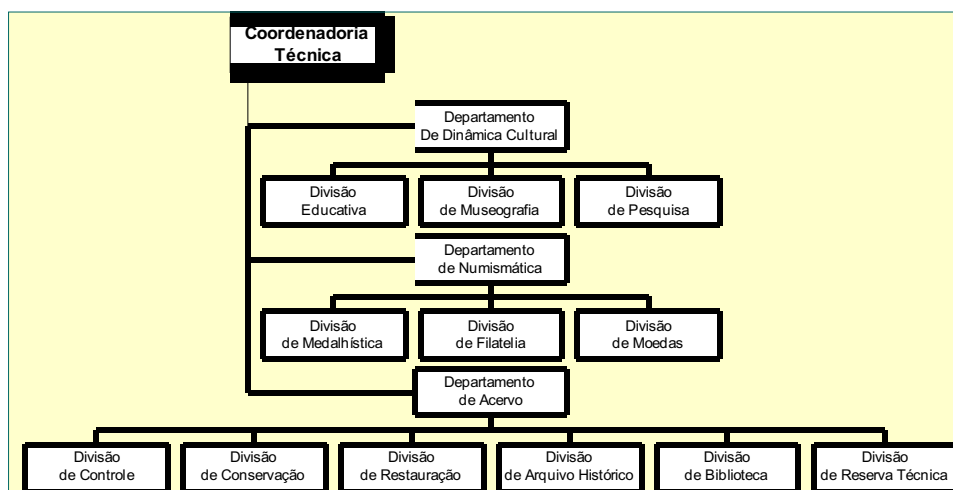 Coordenadoria
Técnica
Departamento
De Dinâmica Cultural
Divisão
Educativa
Divisão
de Museografia
Divisão
de Pesquisa
Departamento
de Numismática
Divisão
de Medalhística
Divisão
de Filatelia
Divisão
de Moedas
Departamento
de Acervo
Divisão
de Controle
Divisão
de Conservação
Divisão
de Restauração
Divisão
de Arquivo Histórico
Divisão
de Biblioteca
Divisão
de Reserva Técnica